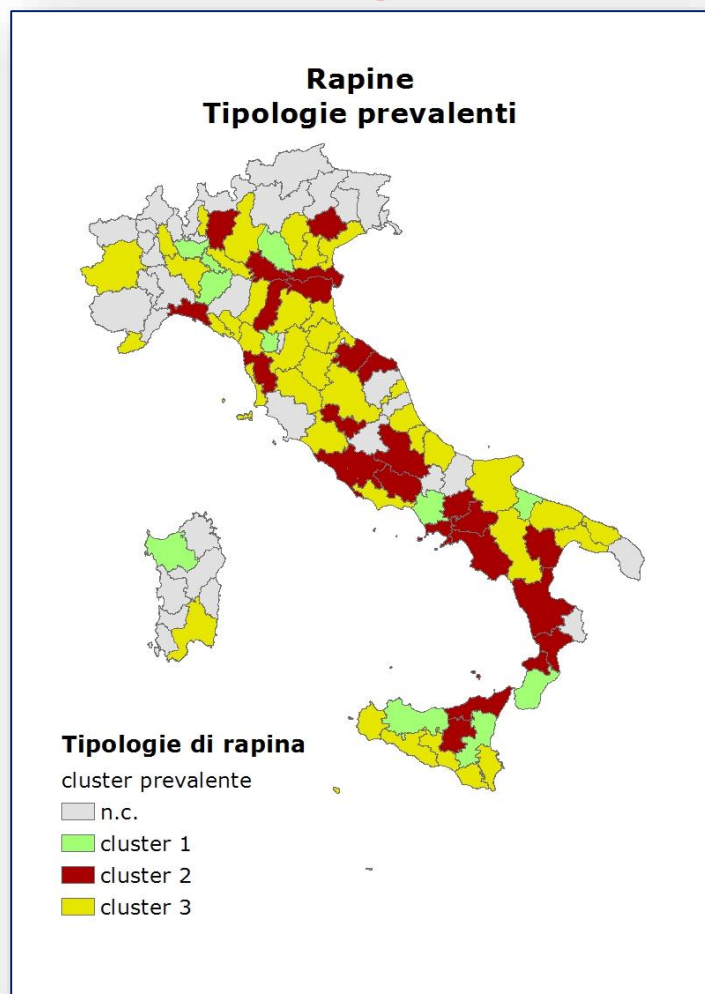 Rapine
Tipologie prevalenti
Tipologie di rapina
cluster prevalente
n.c.
cluster 1
cluster 2
cluster 3